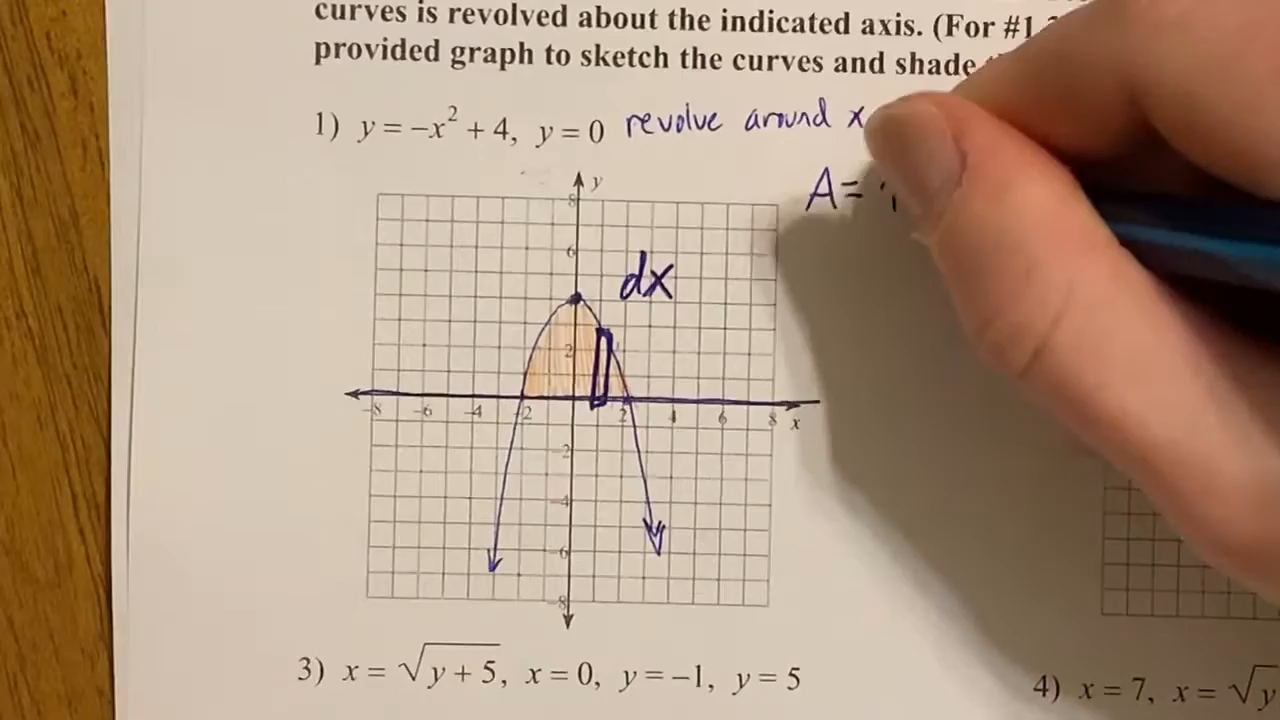 curves is revolved about the indicated axis. (For #1
provided graph to sketch the curves and shade
1) y = −x² + 4, y = 0 revolve around x
A =
y
8
6
dx
2
-8 -6 -4 -2 2 4 6 8 x
-2
-4
-6
-8
3) x = √(y + 5), x = 0, y = −1, y = 5
4) x = 7, x = √y